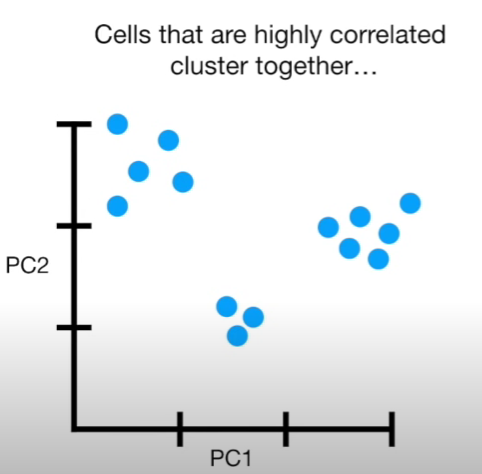 Cells that are highly correlated
cluster together…
PC2
PC1